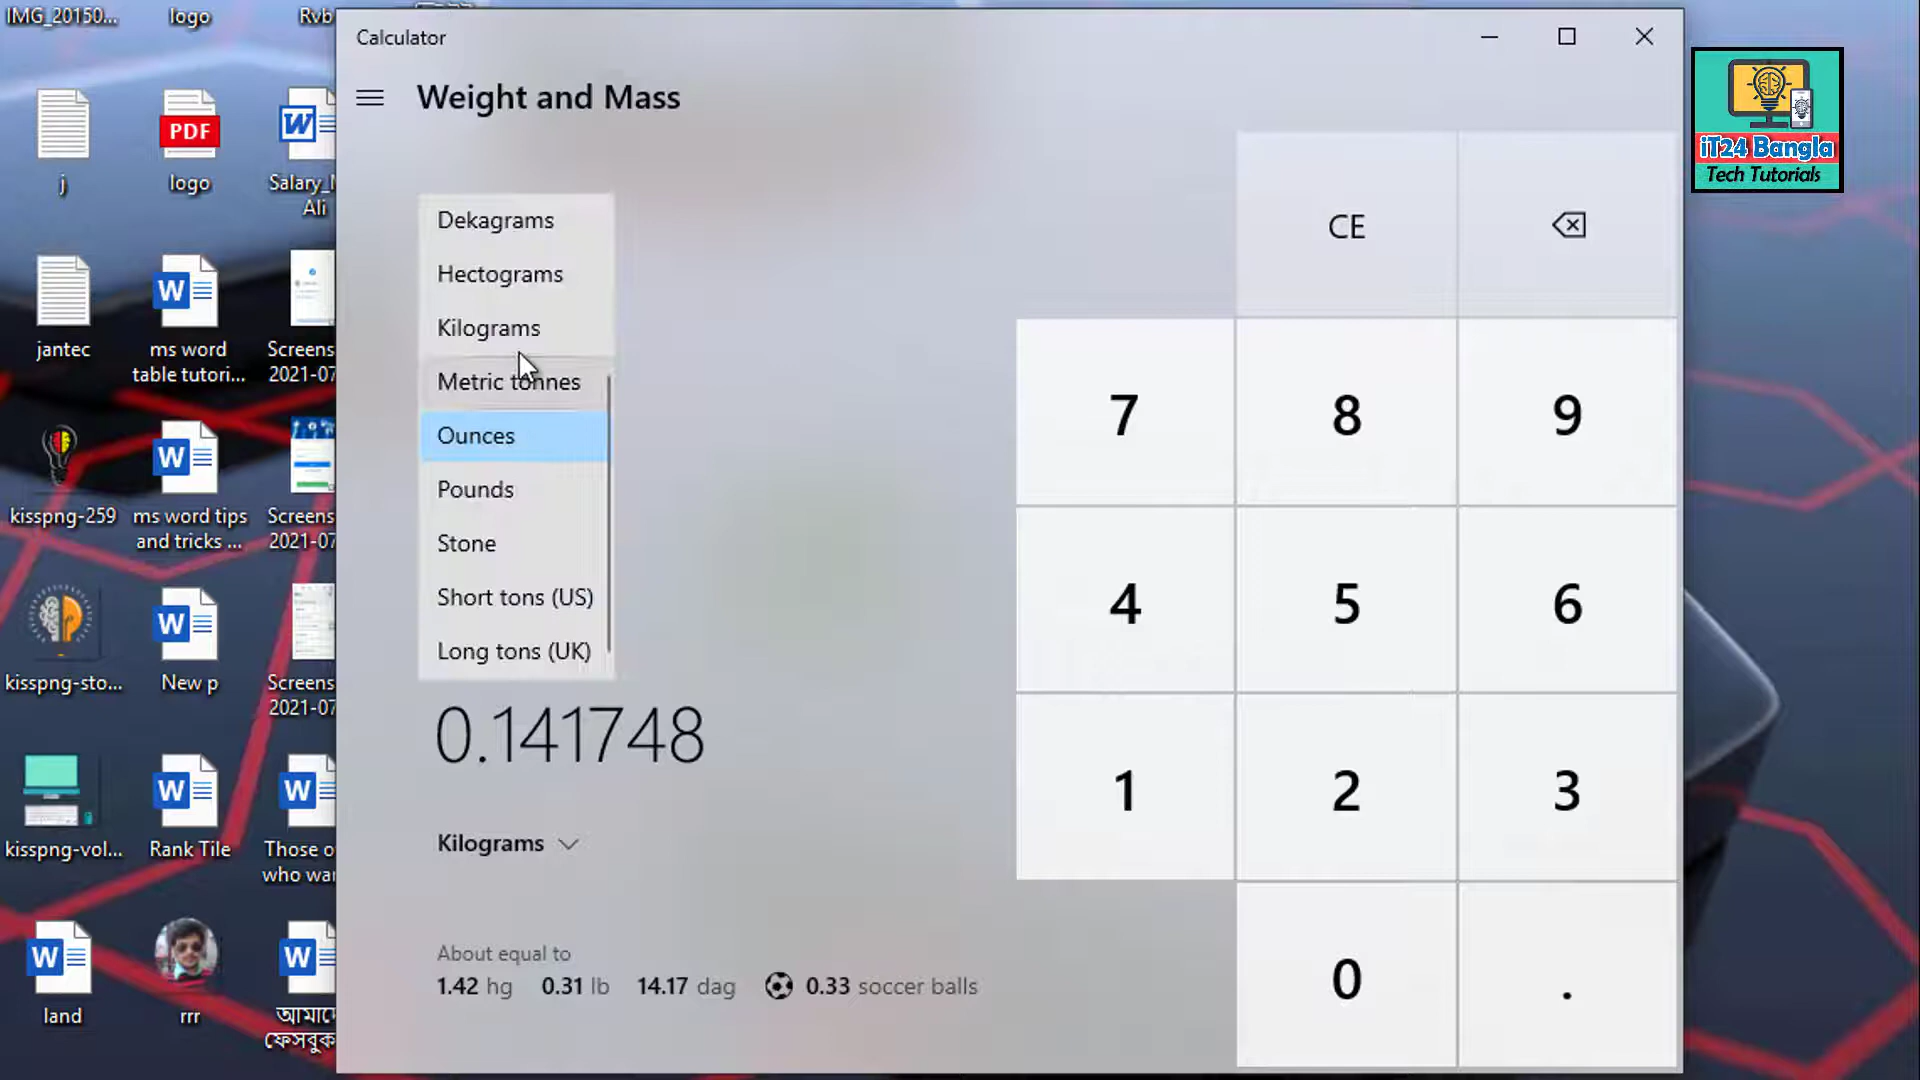 IMG_20150...
logo
Rvb
j
PDF
logo
W
Salary_
Ali
jantec
W
ms word
table tutori...
Screens
2021-07
kisspng-259
W
ms word tips
and tricks ...
Screens
2021-07
kisspng-sto...
W
New p
Screens
2021-07
kisspng-vol...
W
Rank Tile
W
Those o
who wa
W
land
rrr
W
আমাদে
ফেসবুক
Calculator
Weight and Mass
Dekagrams
Hectograms
Kilograms
Metric tonnes
Ounces
Pounds
Stone
Short tons (US)
Long tons (UK)
0.141748
Kilograms
About equal to
1.42 hg 0.31 lb 14.17 dag 0.33 soccer balls
CE
7 8 9
4 5 6
1 2 3
0 .
iT24 Bangla
Tech Tutorials